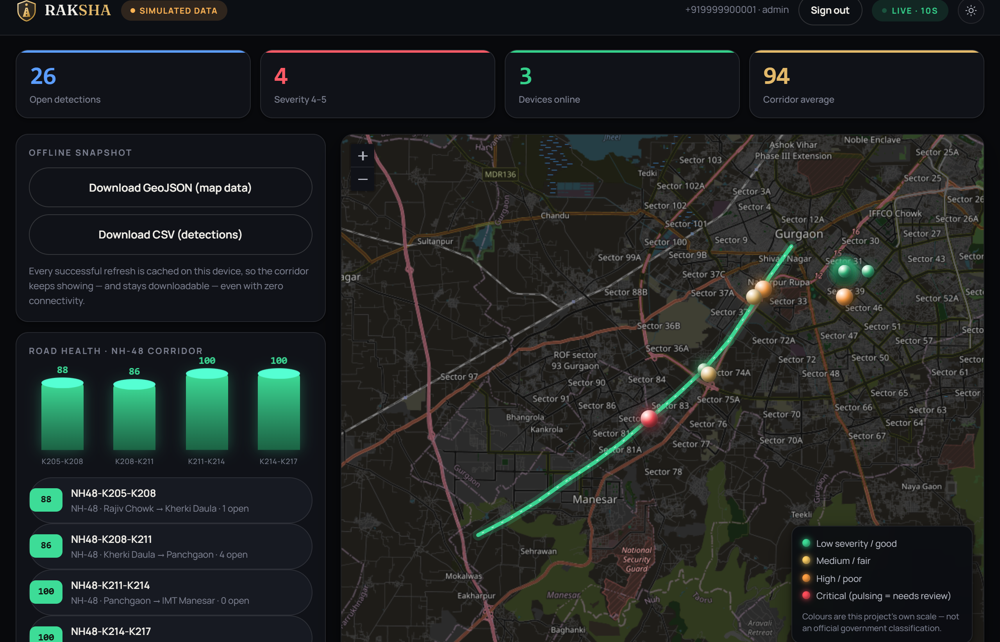 RAKSHA
SIMULATED DATA
+919999900001 · admin
Sign out
LIVE · 10S
26
Open detections
4
Severity 4–5
3
Devices online
94
Corridor average
OFFLINE SNAPSHOT
Download GeoJSON (map data)
Download CSV (detections)
Every successful refresh is cached on this device, so the corridor
keeps showing — and stays downloadable — even with zero
connectivity.
ROAD HEALTH · NH-48 CORRIDOR
88
86
100
100
K205-K208
K208-K211
K211-K214
K214-K217
88
NH48-K205-K208
NH-48 · Rajiv Chowk → Kherki Daula · 1 open
86
NH48-K208-K211
NH-48 · Kherki Daula → Panchgaon · 4 open
100
NH48-K211-K214
NH-48 · Panchgaon → IMT Manesar · 0 open
100
NH48-K214-K217
+
−
Jheel
Haryana
Ashok Vihar
Phase III Extension
Noble Enclave
Sector 25A
Sector 103
MDR136
Tedki
Sector 25
Sector 102A
Sector 3A
Sector 26
Sector 102
Sector 4
Gurgaon
Chandu
Sector 12A
IFFCO Chowk
Sector 26A
Sector 101
16
Gurgaon
Sector 27
Sultanpur
Sector 100
Sector 9
Sector 30
Sector 99A
Sector 9B
15
Shivaji Nagar
Sector 31
Sector 43
Sector
agar
Sector 37C
12
Rupa
Sector 88B
Sector 37A
39
Sector 52A
Sect
Sector 33
Sector 37
Sector 46
Sector 36B
Sector 51
Secto
Sector 72A
Sector 47
Sector 57
Sector 36A
ROF sector
93 Gurgaon
Sector 72
Sector 50
Sector
Sector 97
Sector 90
Sector 84
ctor 74A
Sector 48
Sector 61
Sector 91
Sector 86
Sector 83
Sector 75A
Sector 65
Sector
Sector 66
Sector 63
Bhangrola
Secto
Sector 70
Kankrola
Sector 76
Sector 64
Sector 81
Sector 67
Sector 77
Sector 70A
Sector 81A
Gurgaon
Sector 78
Gurgaon
Naya Gaon
Manesar
Teekli
Sehrawan
National
Security
Guard
Mokalwas
Eakharpur
Manesar
Nuh
Taoru
Farrukhnagar
Baghanki
Aravali
Retreat
Low severity / good
Medium / fair
High / poor
Critical (pulsing = needs review)
Colours are this project's own scale — not
an official government classification.